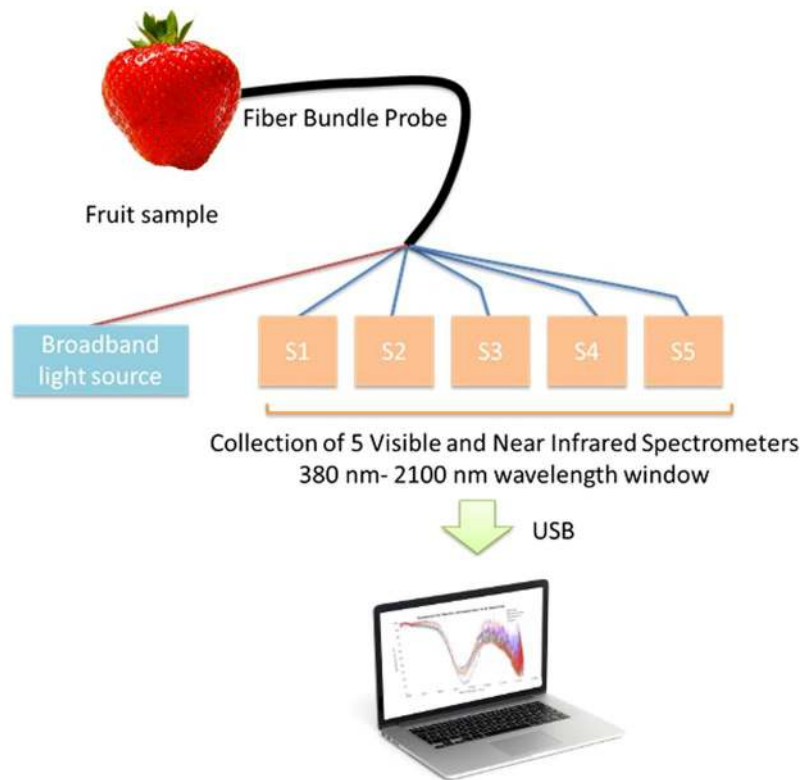 Fiber Bundle Probe
Fruit sample
Broadband
light source
S1
S2
S3
S4
S5
Collection of 5 Visible and Near Infrared Spectrometers
380 nm- 2100 nm wavelength window
USB